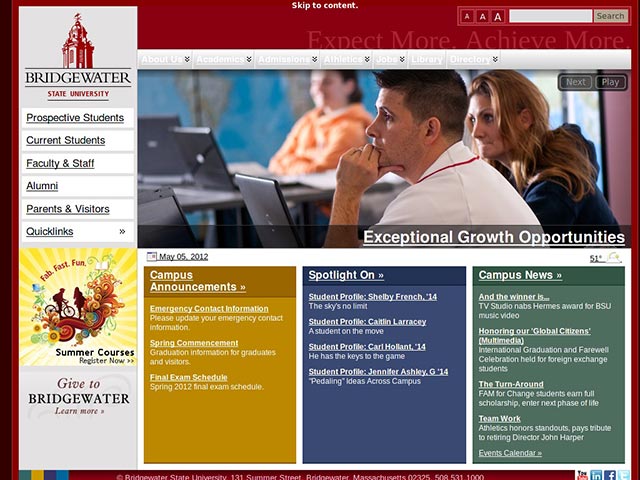 Skip to content.
A A A Search
Expect More. Achieve More.
BRIDGEWATER
STATE UNIVERSITY
About Us Academics Admissions Athletics Jobs Library Directory
Next Play
Prospective Students
Current Students
Faculty & Staff
Alumni
Parents & Visitors
Quicklinks »
Exceptional Growth Opportunities
Fab. Fast. Fun.
Summer Courses
Register Now >>
Give to
BRIDGEWATER
Learn more »
May 05, 2012
51°
Campus
Announcements »
Emergency Contact Information
Please update your emergency contact
information.
Spring Commencement
Graduation information for graduates
and visitors.
Final Exam Schedule
Spring 2012 final exam schedule.
Spotlight On »
Student Profile: Shelby French, '14
The sky's no limit
Student Profile: Caitlin Larracey
A student on the move
Student Profile: Carl Hollant, '14
He has the keys to the game
Student Profile: Jennifer Ashley, G '14
"Pedaling" Ideas Across Campus
Campus News »
And the winner is...
TV Studio nabs Hermes award for BSU
music video
Honoring our 'Global Citizens'
(Multimedia)
International Graduation and Farewell
Celebration held for foreign exchange
students
The Turn-Around
FAM for Change students earn full
scholarship, enter next phase of life
Team Work
Athletics honors standouts, pays tribute
to retiring Director John Harper
Events Calendar »
© Bridgewater State University, 131 Summer Street, Bridgewater, Massachusetts 02325, 508.531.1000